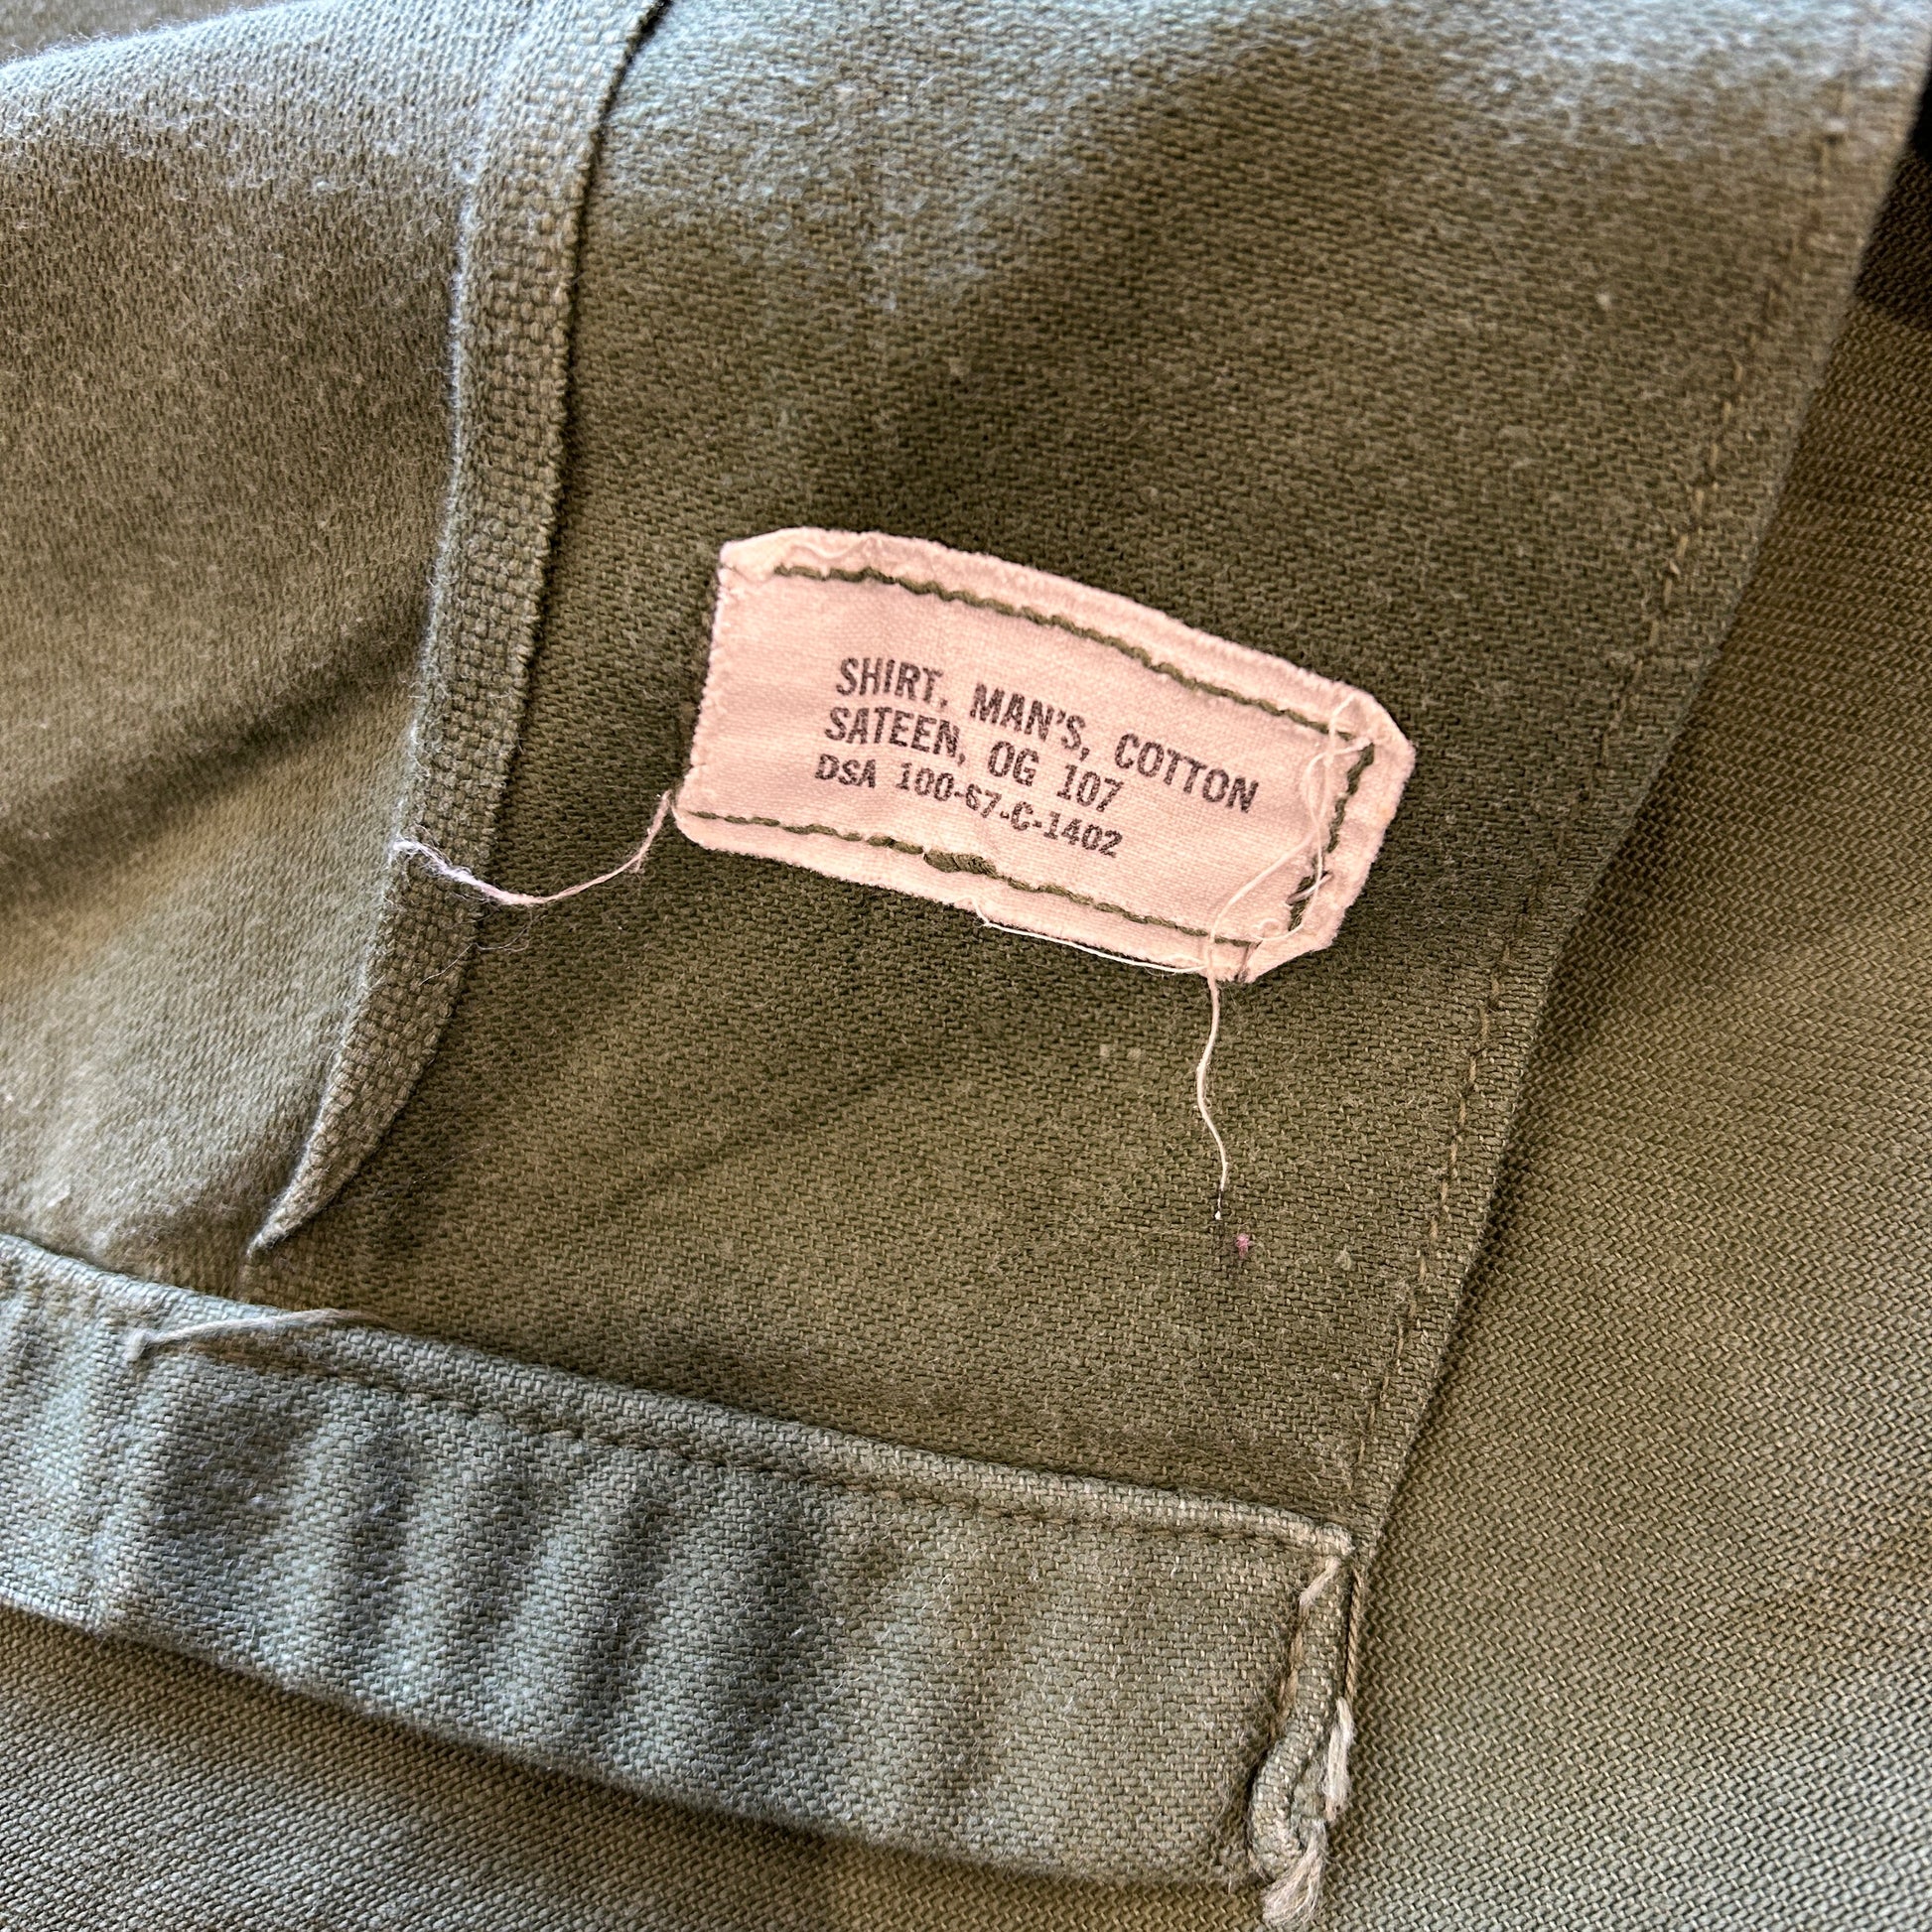 SHIRT, MAN'S, COTTON
SATEEN, OG 107
DSA 100-67-C-1402